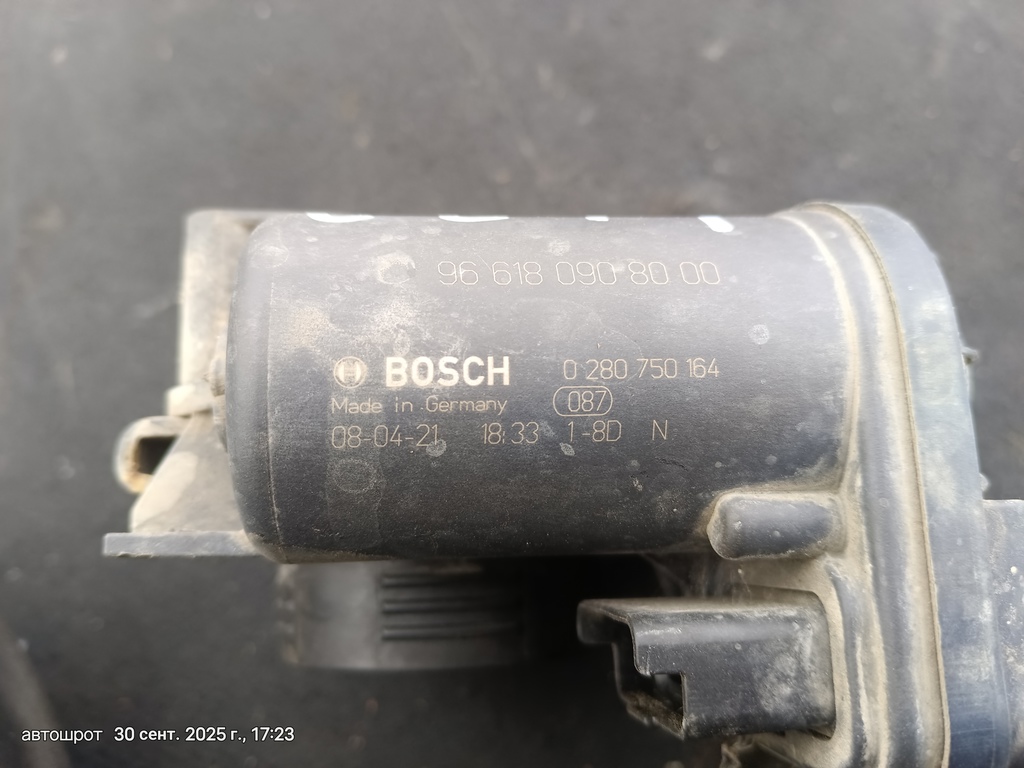 96 618 090 80 00
BOSCH 0 280 750 164
Made in Germany 087
08-04-21 18:33 1-8D N
автошрот 30 сент. 2025 г., 17:23